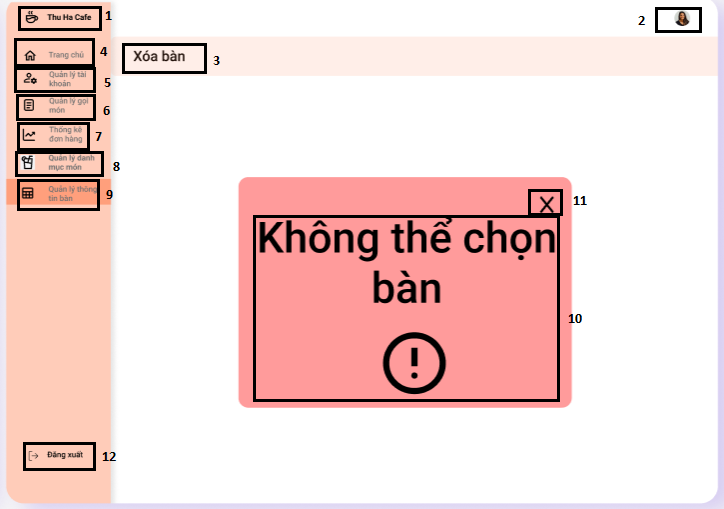 Thu Ha Cafe
1
2
Trang chủ
4
Xóa bàn
3
Quản lý tài
khoản
5
Quản lý gọi
món
6
Thống kê
đơn hàng
7
Quản lý danh
mục món
8
Quản lý thông
tin bàn
9
X
11
Không thể chọn
bàn
!
10
Đăng xuất
12